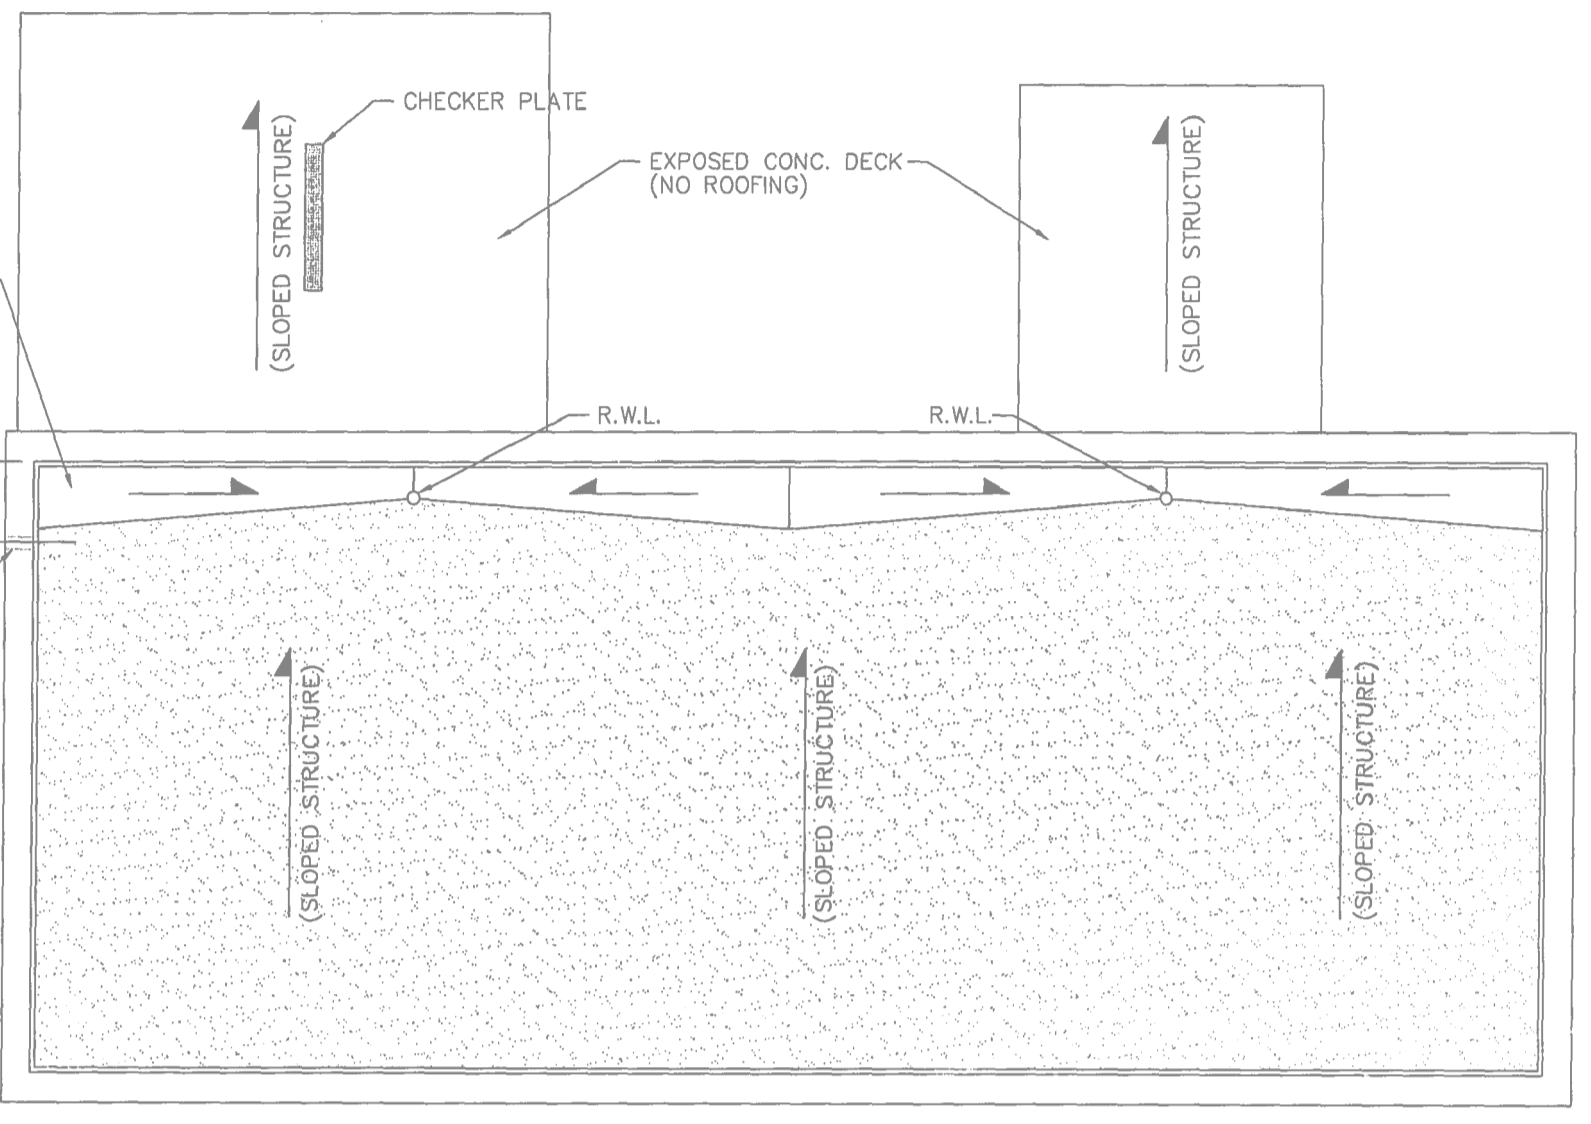 CHECKER PLATE
(SLOPED STRUCTURE)
EXPOSED CONC. DECK
(NO ROOFING)
(SLOPED STRUCTURE)
R.W.L.
R.W.L.
(SLOPED STRUCTURE)
(SLOPED STRUCTURE)
(SLOPED STRUCTURE)